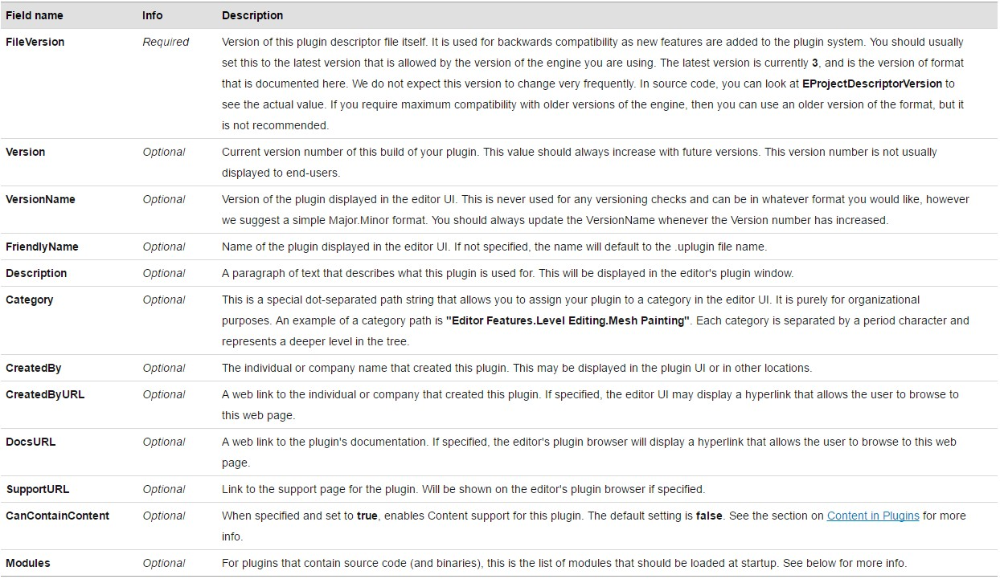 Field name Info Description
FileVersion Required Version of this plugin descriptor file itself. It is used for backwards compatibility as new features are added to the plugin system. You should usually
set this to the latest version that is allowed by the version of the engine you are using. The latest version is currently 3, and is the version of format
that is documented here. We do not expect this version to change very frequently. In source code, you can look at EProjectDescriptorVersion to
see the actual value. If you require maximum compatibility with older versions of the engine, then you can use an older version of the format, but it
is not recommended.
Version Optional Current version number of this build of your plugin. This value should always increase with future versions. This version number is not usually
displayed to end-users.
VersionName Optional Version of the plugin displayed in the editor UI. This is never used for any versioning checks and can be in whatever format you would like, however
we suggest a simple Major.Minor format. You should always update the VersionName whenever the Version number has increased.
FriendlyName Optional Name of the plugin displayed in the editor UI. If not specified, the name will default to the .uplugin file name.
Description Optional A paragraph of text that describes what this plugin is used for. This will be displayed in the editor's plugin window.
Category Optional This is a special dot-separated path string that allows you to assign your plugin to a category in the editor UI. It is purely for organizational
purposes. An example of a category path is "Editor Features.Level Editing.Mesh Painting". Each category is separated by a period character and
represents a deeper level in the tree.
CreatedBy Optional The individual or company name that created this plugin. This may be displayed in the plugin UI or in other locations.
CreatedByURL Optional A web link to the individual or company that created this plugin. If specified, the editor UI may display a hyperlink that allows the user to browse to
this web page.
DocsURL Optional A web link to the plugin's documentation. If specified, the editor's plugin browser will display a hyperlink that allows the user to browse to this web
page.
SupportURL Optional Link to the support page for the plugin. Will be shown on the editor's plugin browser if specified.
CanContainContent Optional When specified and set to true, enables Content support for this plugin. The default setting is false. See the section on Content in Plugins for more
info.
Modules Optional For plugins that contain source code (and binaries), this is the list of modules that should be loaded at startup. See below for more info.